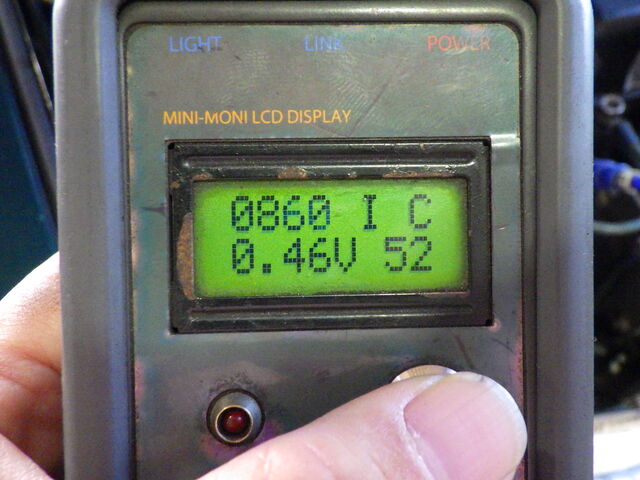 LIGHT LINK POWER
MINI-MONI LCD DISPLAY
0860 I C
0.46V 52